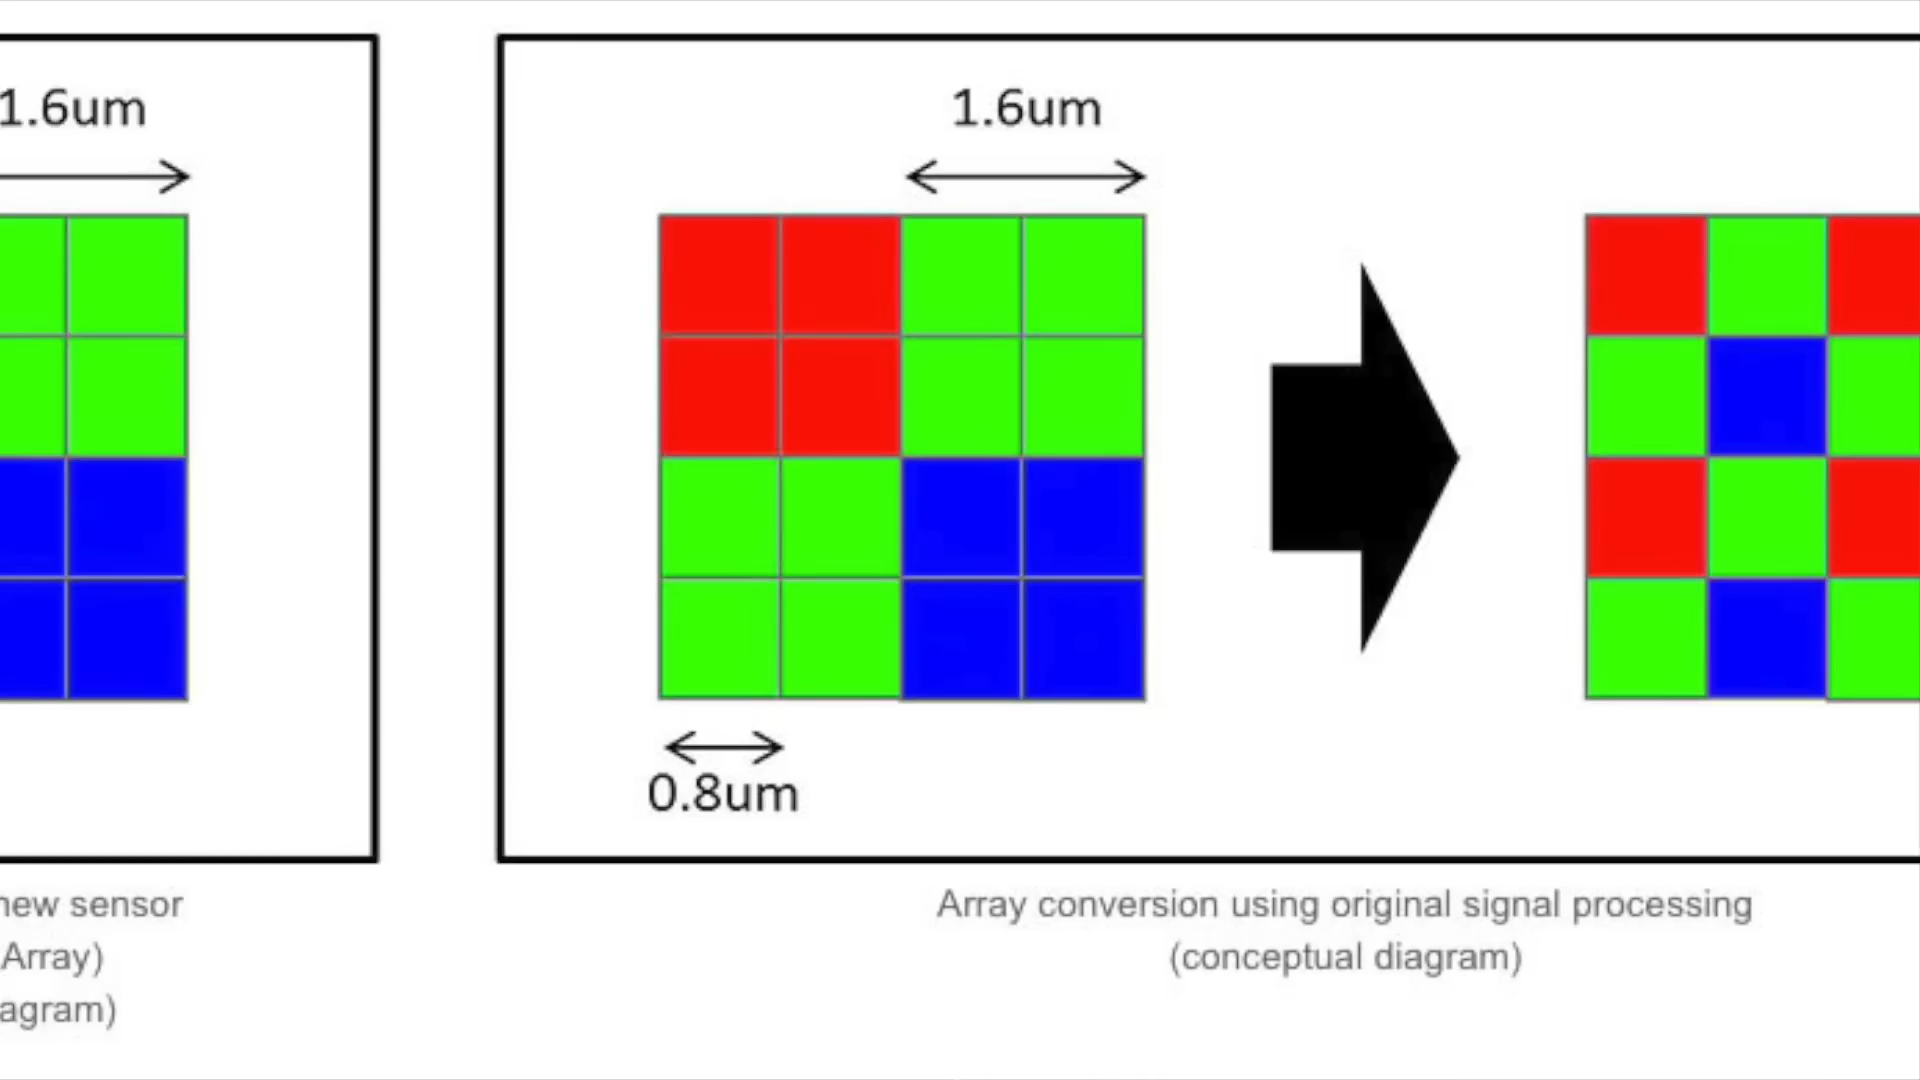 1.6um
1.6um
0.8um
new sensor
Array)
agram)
Array conversion using original signal processing
(conceptual diagram)